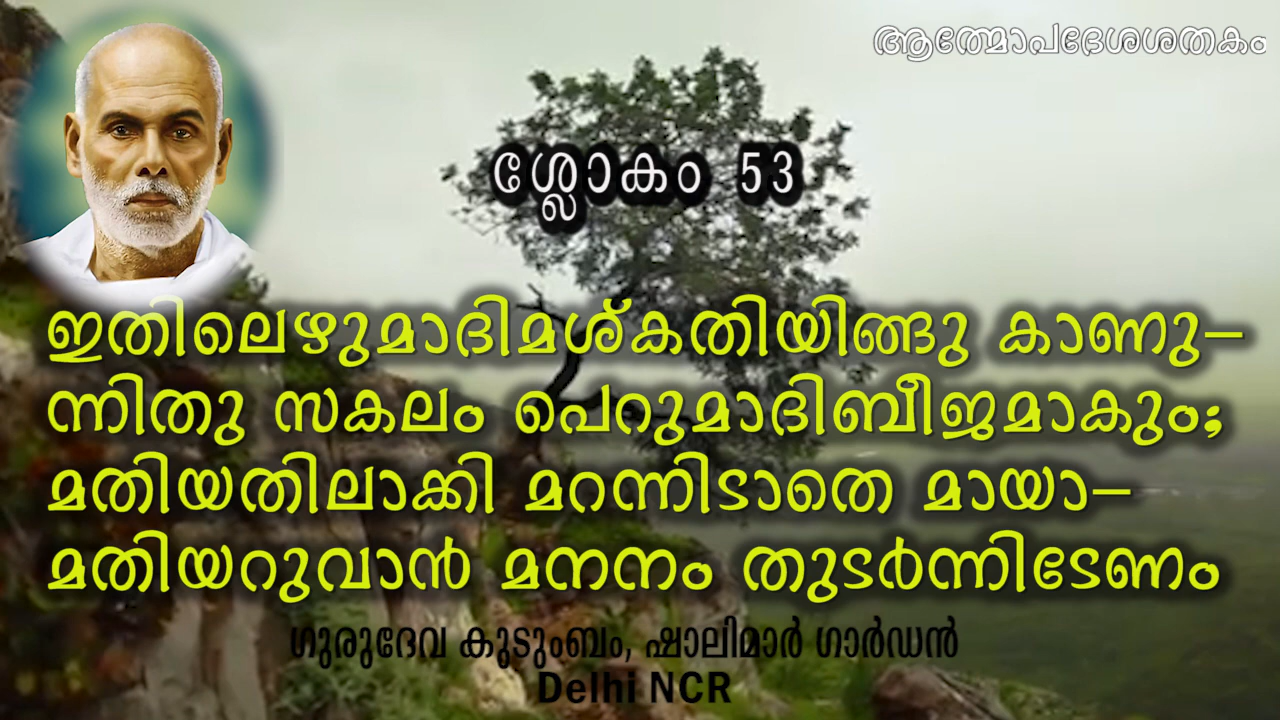 ആത്മോപദേശശതകം
ശ്ലോകം 53
ഇതിലെഴുമാദിമശ്കതിയിങ്ങു കാണു–
ന്നിതു സകലം പെറുമാദിബീജമാകും;
മതിയതിലാക്കി മറന്നിടാതെ മായാ–
മതിയറുവാൻ മനനം തുടർന്നിടേണം
ഗുരുദേവ കൂടുംബം, ഷാലിമാർ ഗാർഡൻ
Delhi NCR